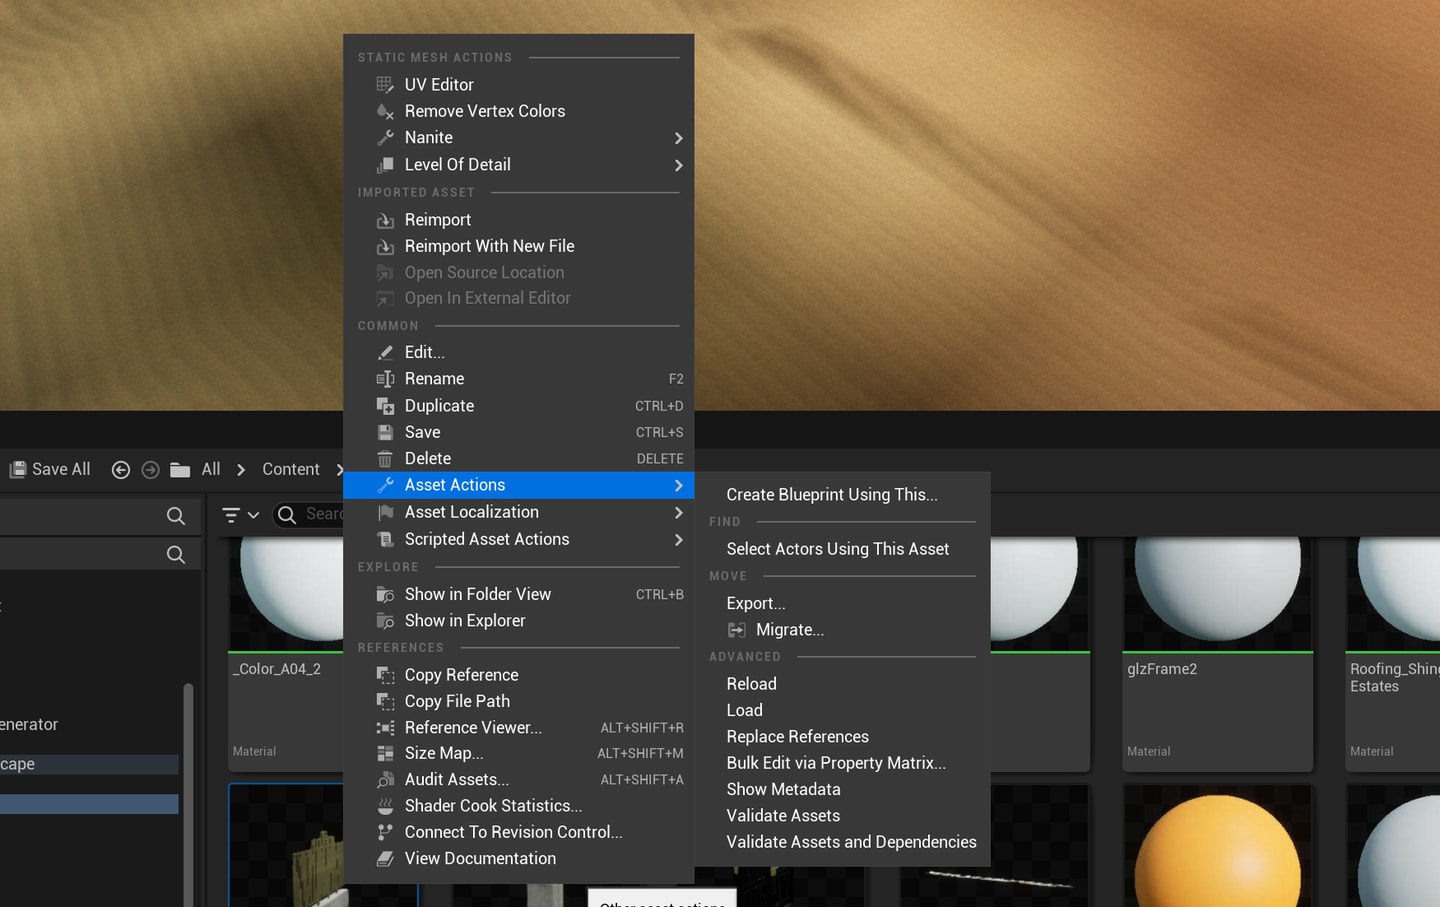 STATIC MESH ACTIONS
UV Editor
Remove Vertex Colors
Nanite
Level Of Detail
IMPORTED ASSET
Reimport
Reimport With New File
Open Source Location
Open In External Editor
COMMON
Edit...
Rename F2
Duplicate CTRL+D
Save CTRL+S
Delete DELETE
Asset Actions
Asset Localization
Scripted Asset Actions
EXPLORE
Show in Folder View CTRL+B
Show in Explorer
REFERENCES
Copy Reference
Copy File Path
Reference Viewer... ALT+SHIFT+R
Size Map... ALT+SHIFT+M
Audit Assets... ALT+SHIFT+A
Shader Cook Statistics...
Connect To Revision Control...
View Documentation
Create Blueprint Using This...
FIND
Select Actors Using This Asset
MOVE
Export...
Migrate...
ADVANCED
Reload
Load
Replace References
Bulk Edit via Property Matrix...
Show Metadata
Validate Assets
Validate Assets and Dependencies
Save All
All
Content
Searc
enerator
cape
_Color_A04_2
Material
glzFrame2
Material
Roofing_Shing
Estates
Material
Other asset actions